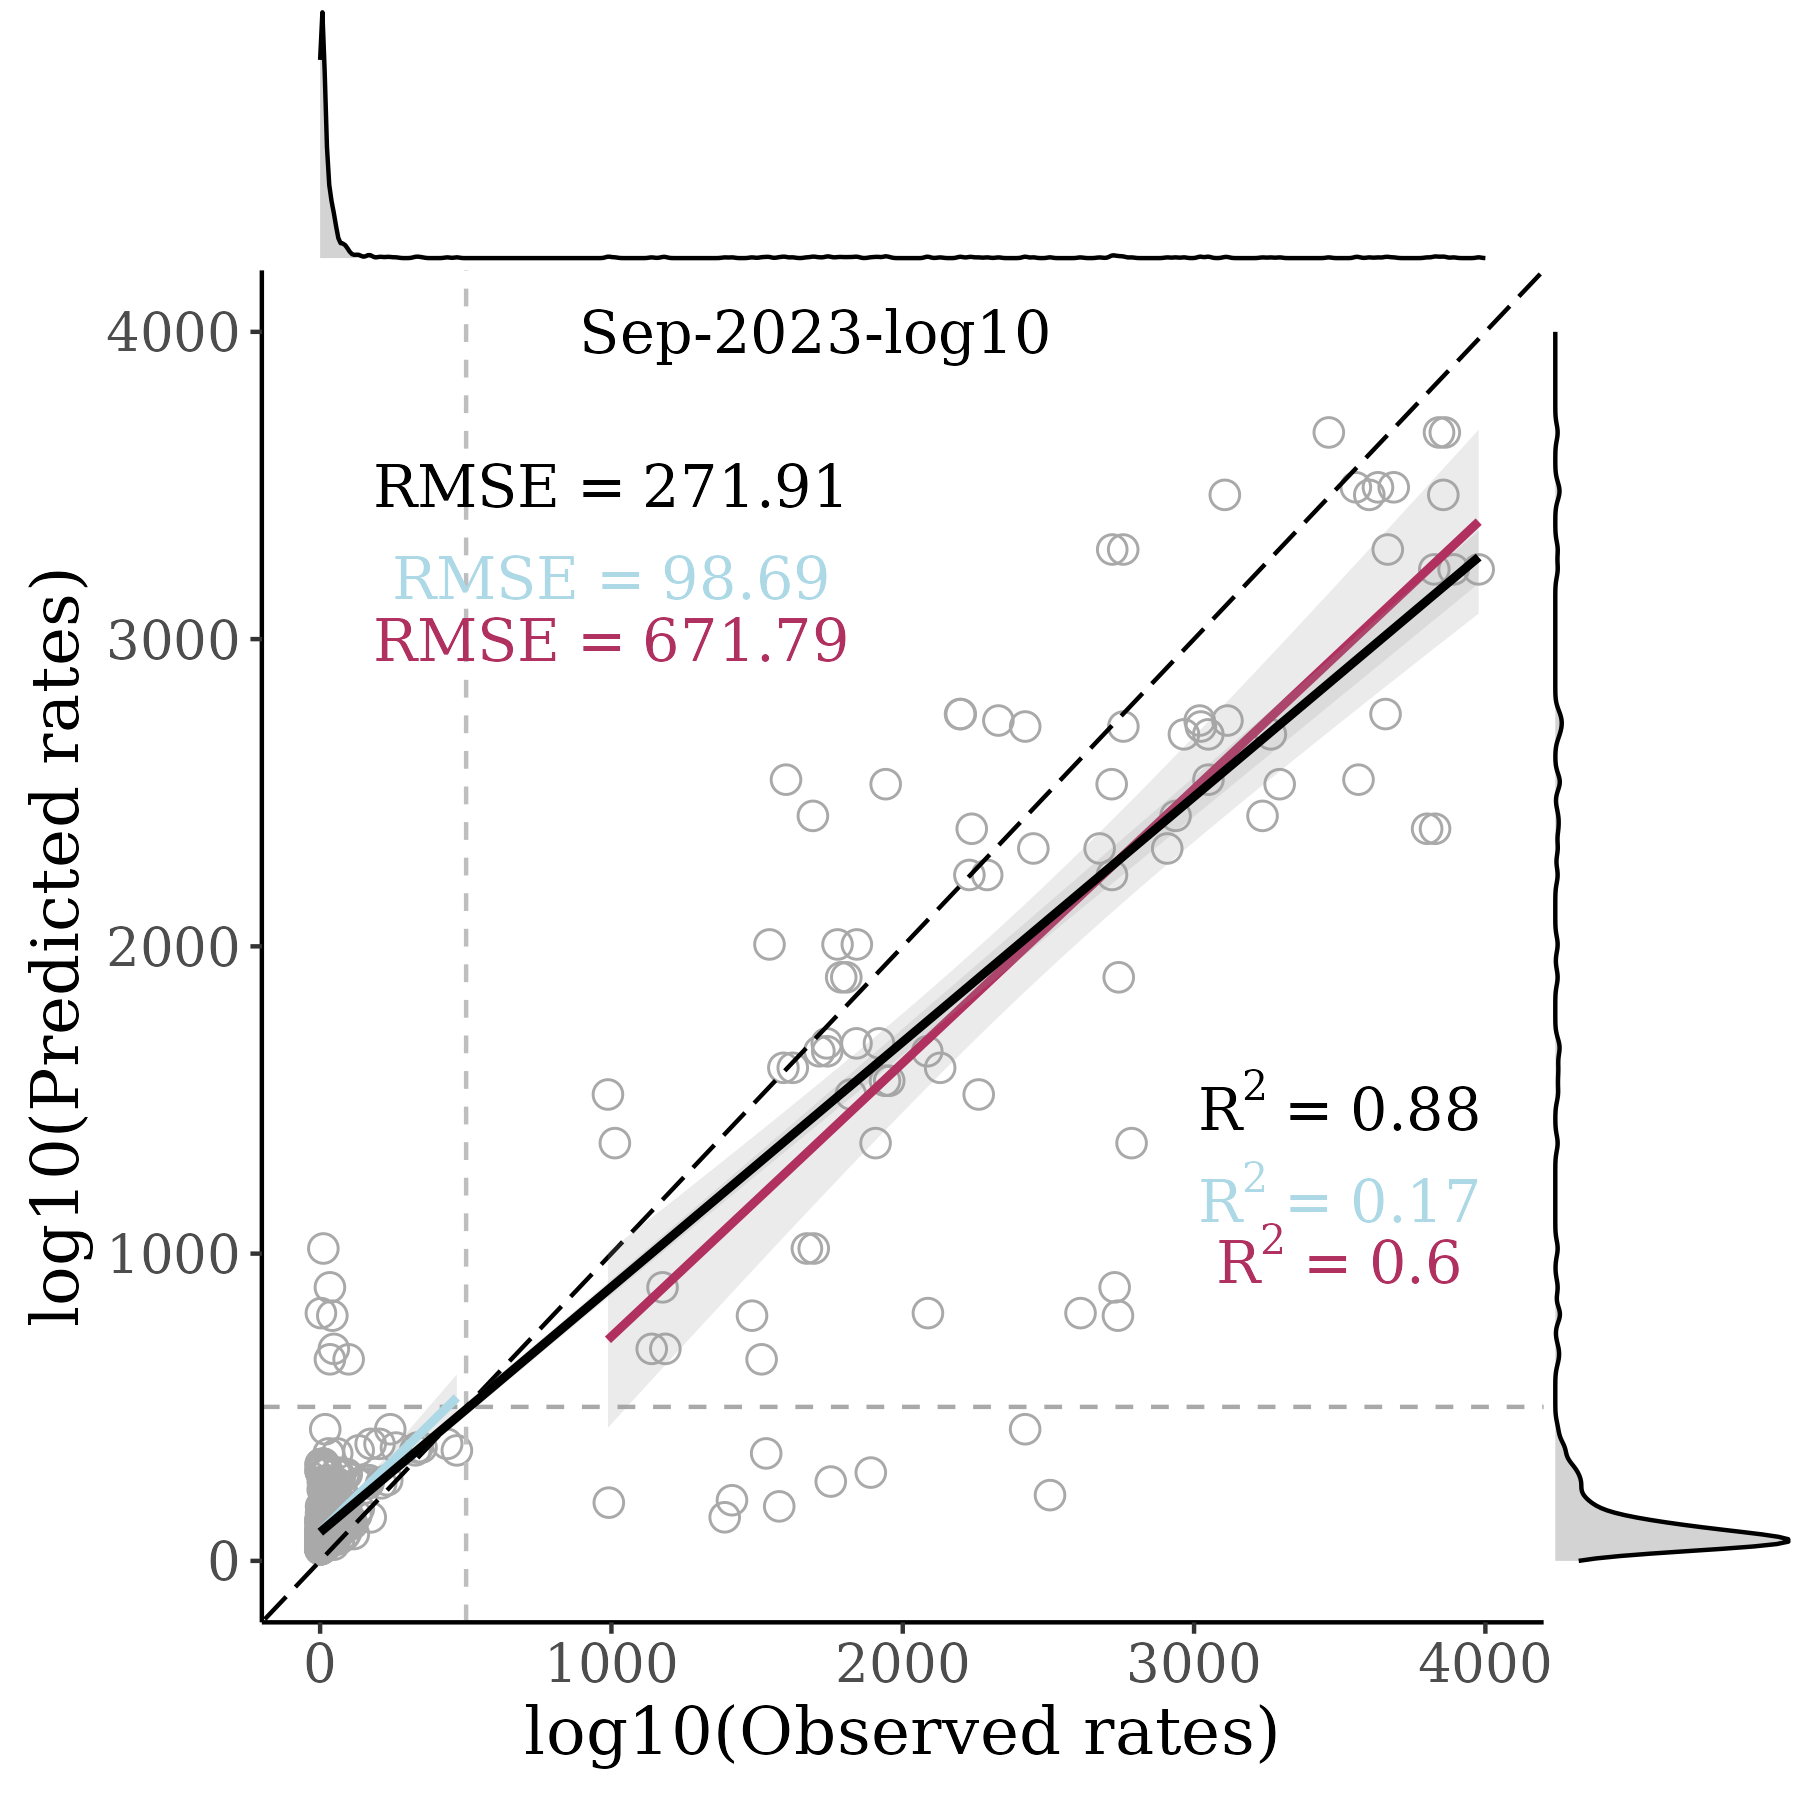 Sep-2023-log10
RMSE = 271.91
RMSE = 98.69
RMSE = 671.79
R² = 0.88
R² = 0.17
R² = 0.6
log10(Predicted rates)
4000
3000
2000
1000
0
0 1000 2000 3000 4000
log10(Observed rates)